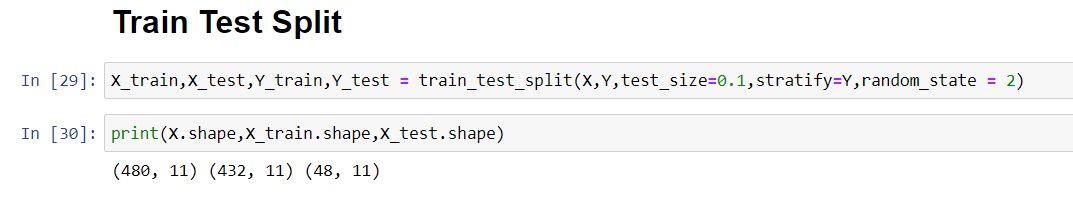 Train Test Split
In [29]: X_train,X_test,Y_train,Y_test = train_test_split(X,Y,test_size=0.1,stratify=Y,random_state = 2)
In [30]: print(X.shape,X_train.shape,X_test.shape)
(480, 11) (432, 11) (48, 11)